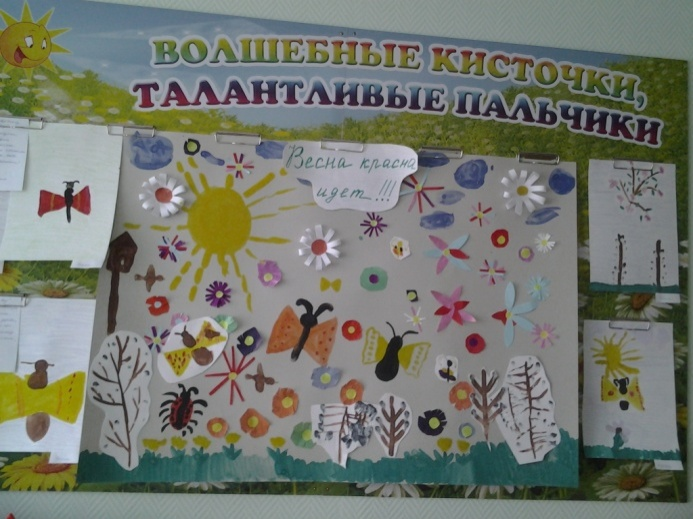 ВОЛШЕБНЫЕ КИСТОЧКИ,
ТАЛАНТЛИВЫЕ ПАЛЬЧИКИ
Весна красна
идет!!!